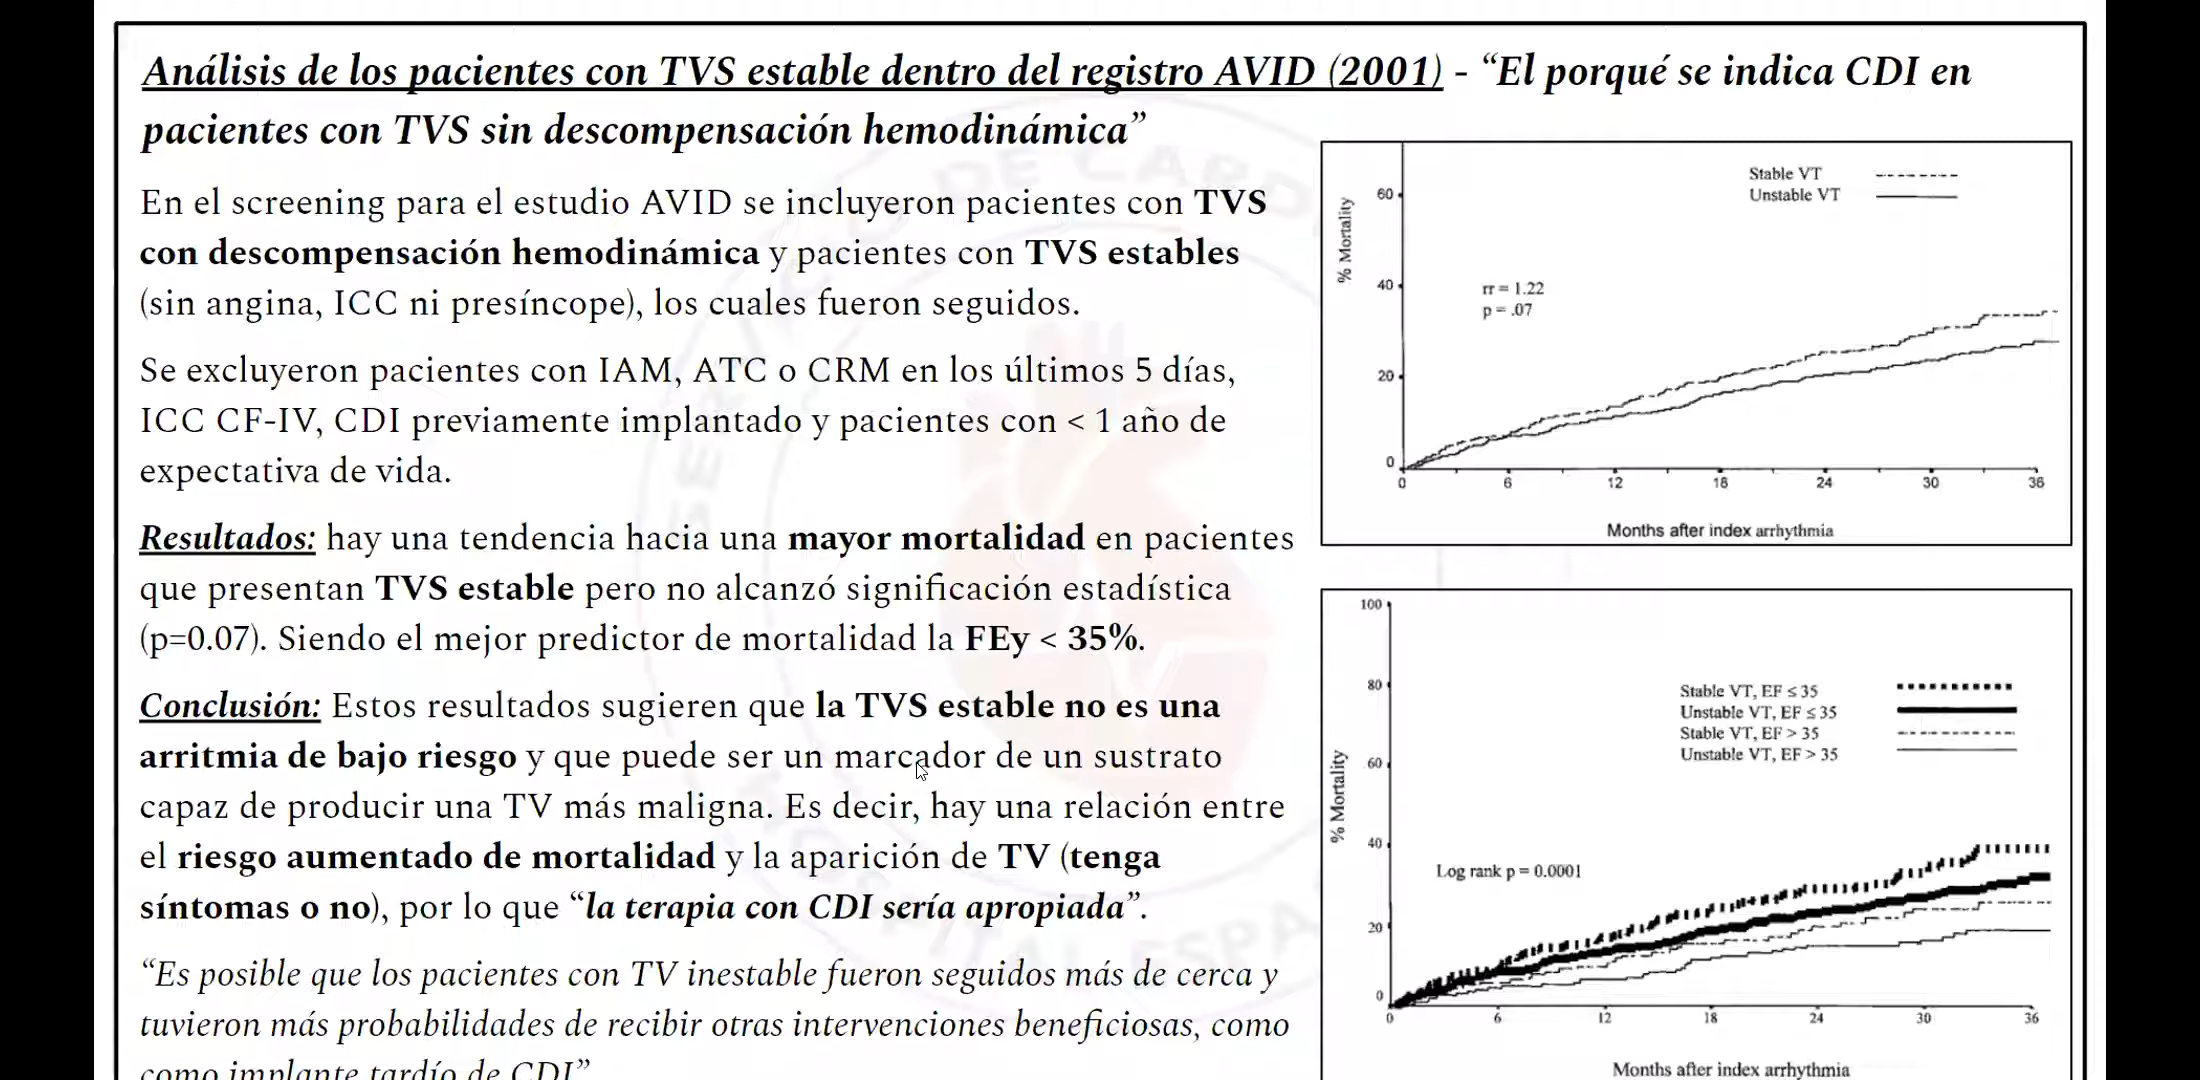 Análisis de los pacientes con TVS estable dentro del registro AVID (2001) - “El porqué se indica CDI en
pacientes con TVS sin descompensación hemodinámica”
En el screening para el estudio AVID se incluyeron pacientes con TVS
con descompensación hemodinámica y pacientes con TVS estables
(sin angina, ICC ni presíncope), los cuales fueron seguidos.
Se excluyeron pacientes con IAM, ATC o CRM en los últimos 5 días,
ICC CF-IV, CDI previamente implantado y pacientes con < 1 año de
expectativa de vida.
Resultados: hay una tendencia hacia una mayor mortalidad en pacientes
que presentan TVS estable pero no alcanzó significación estadística
(p=0.07). Siendo el mejor predictor de mortalidad la FEy < 35%.
Conclusión: Estos resultados sugieren que la TVS estable no es una
arritmia de bajo riesgo y que puede ser un marcador de un sustrato
capaz de producir una TV más maligna. Es decir, hay una relación entre
el riesgo aumentado de mortalidad y la aparición de TV (tenga
síntomas o no), por lo que “la terapia con CDI sería apropiada”.
“Es posible que los pacientes con TV inestable fueron seguidos más de cerca y
tuvieron más probabilidades de recibir otras intervenciones beneficiosas, como
como implante tardío de CDI”
Stable VT
Unstable VT
% Mortality
60
40
20
0
rr = 1.22
p = .07
0 6 12 18 24 30 36
Months after index arrhythmia
100
80
60
40
20
0
% Mortality
Stable VT, EF ≤ 35
Unstable VT, EF ≤ 35
Stable VT, EF > 35
Unstable VT, EF > 35
Log rank p = 0.0001
0 6 12 18 24 30 36
Months after index arrhythmia
SERVICIO DE CARD
HOSPITAL ESPA